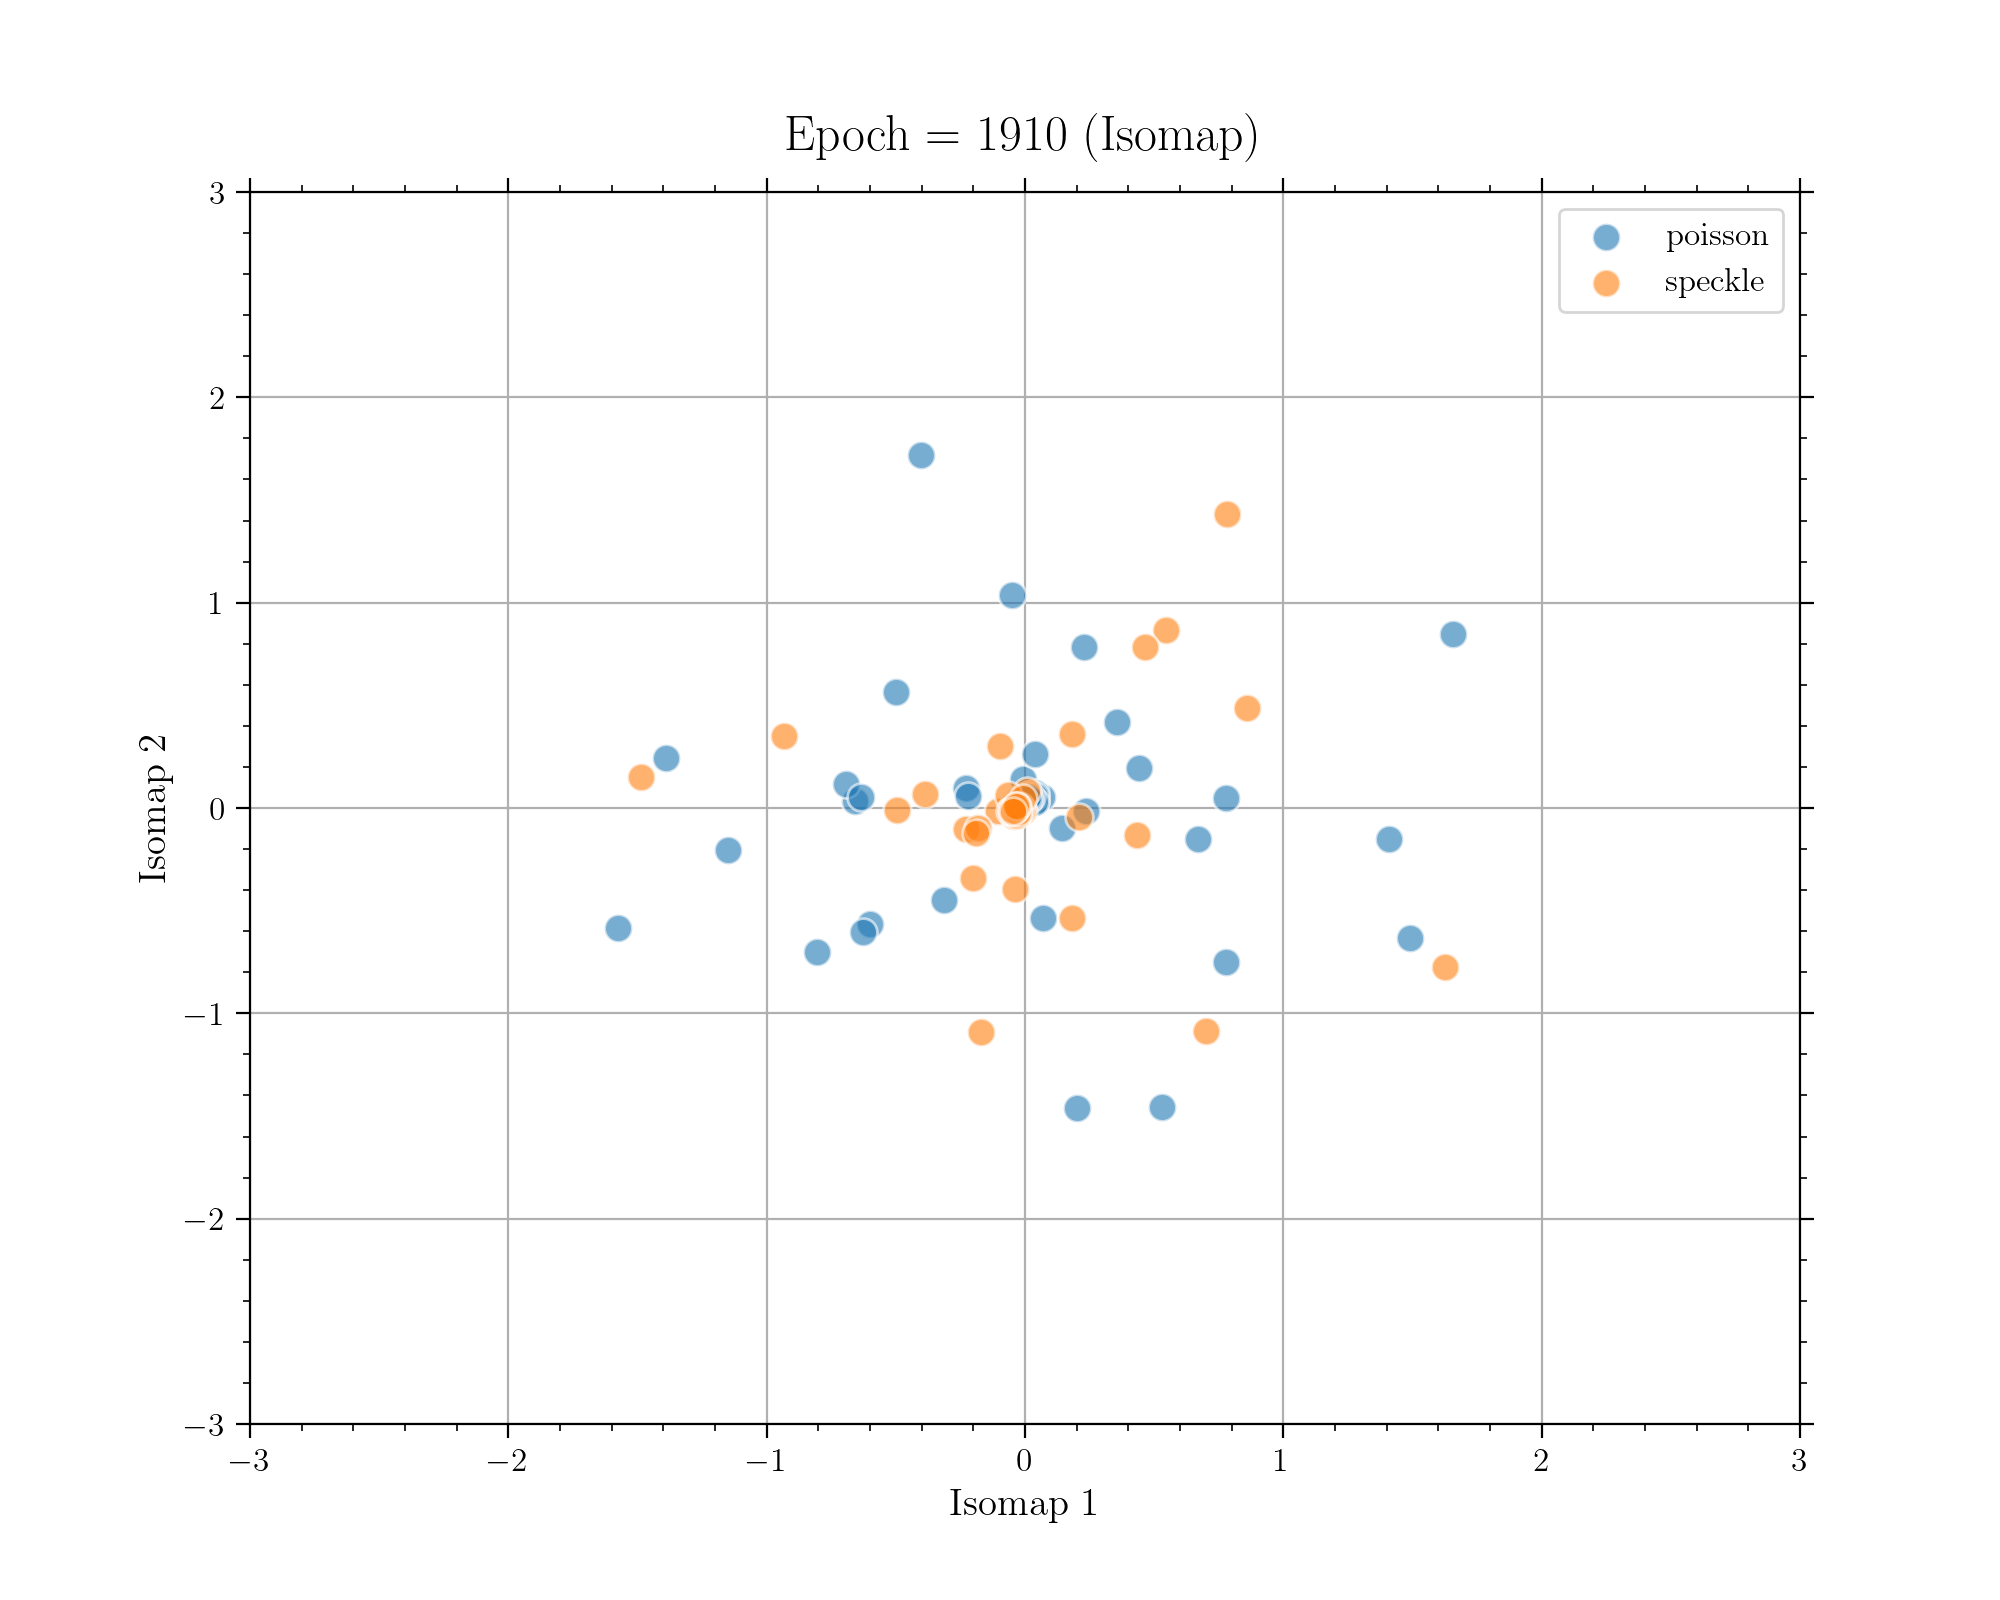 Epoch = 1910 (Isomap)
poisson
speckle
3
2
1
0
−1
−2
−3
Isomap 2
−3
−2
−1
0
1
2
3
Isomap 1